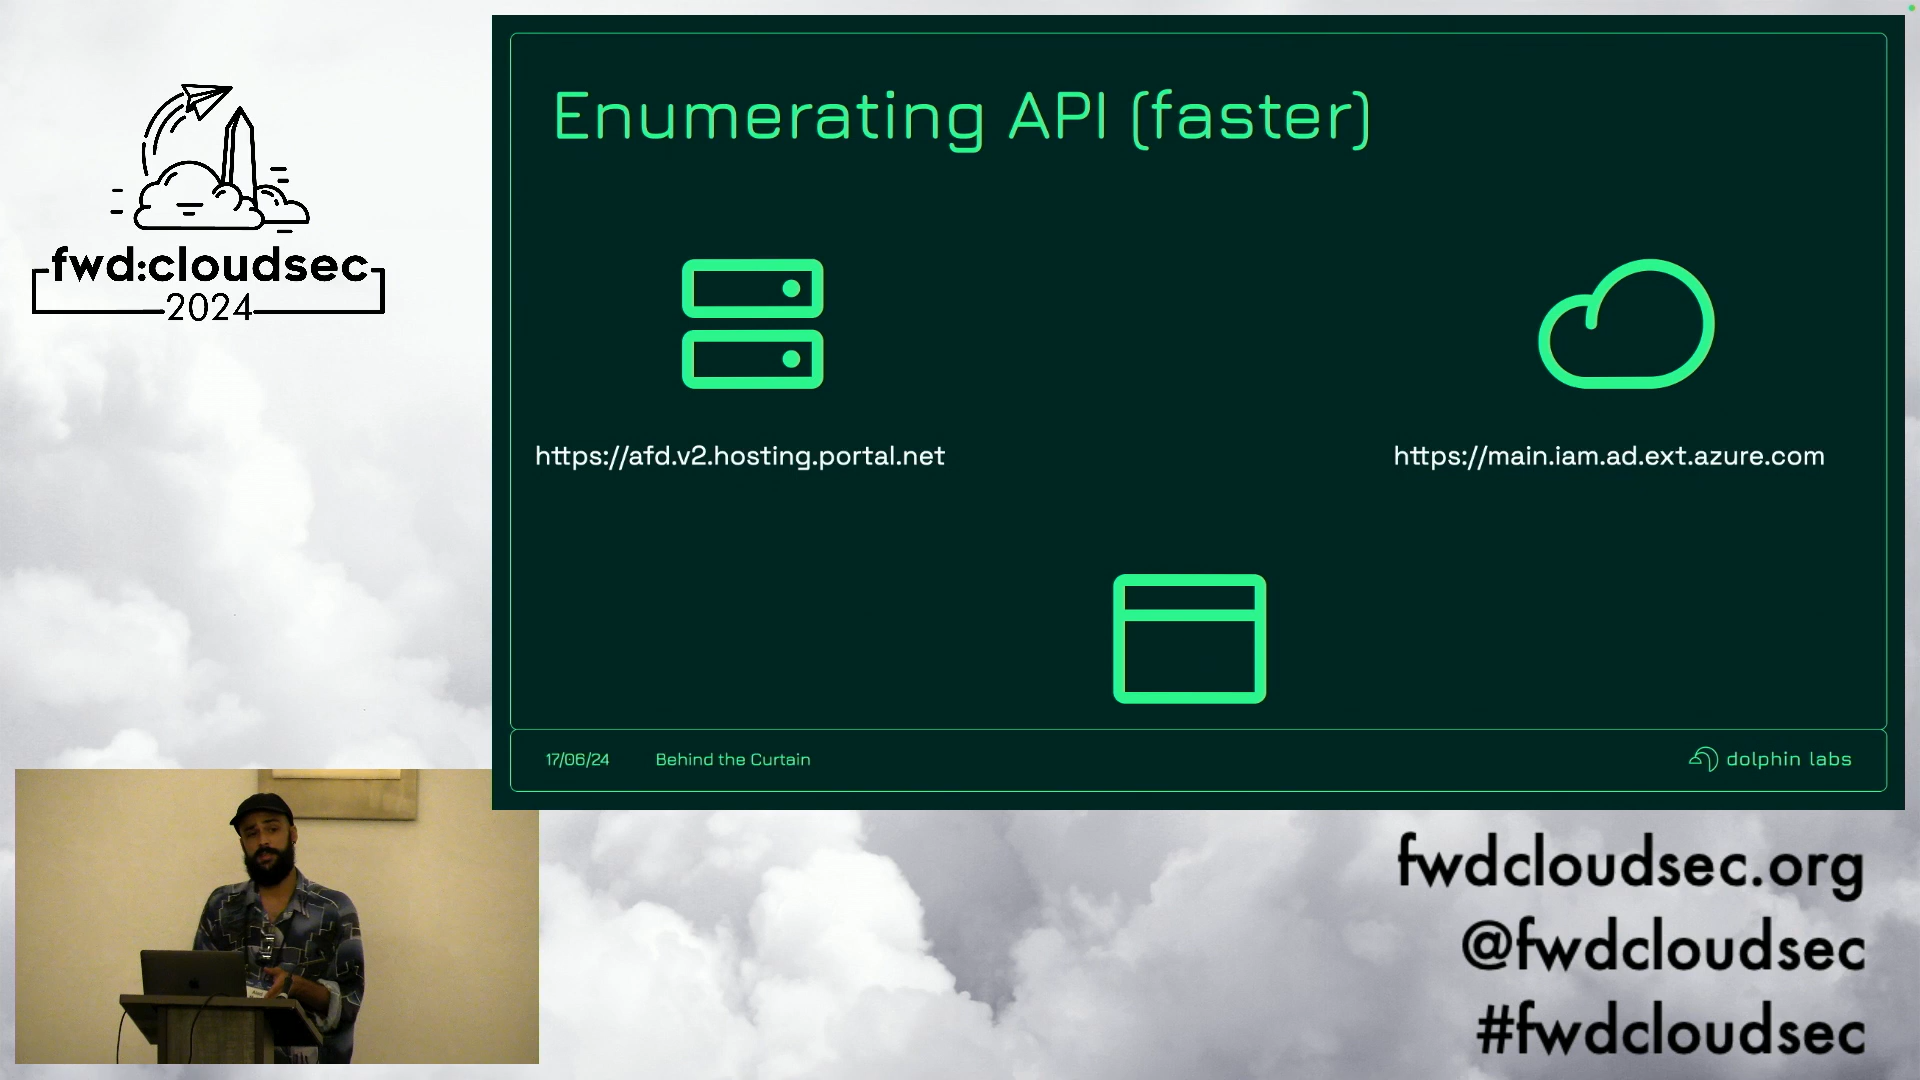 fwd:cloudsec
2024
Enumerating API (faster)
https://afd.v2.hosting.portal.net
https://main.iam.ad.ext.azure.com
17/06/24
Behind the Curtain
dolphin labs
fwdcloudsec.org
@fwdcloudsec
#fwdcloudsec